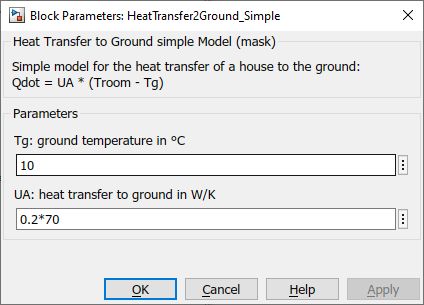 Block Parameters: HeatTransfer2Ground_Simple
Heat Transfer to Ground simple Model (mask)
Simple model for the heat transfer of a house to the ground:
Qdot = UA * (Troom - Tg)
Parameters
Tg: ground temperature in °C
10
UA: heat transfer to ground in W/K
0.2*70
OK Cancel Help Apply